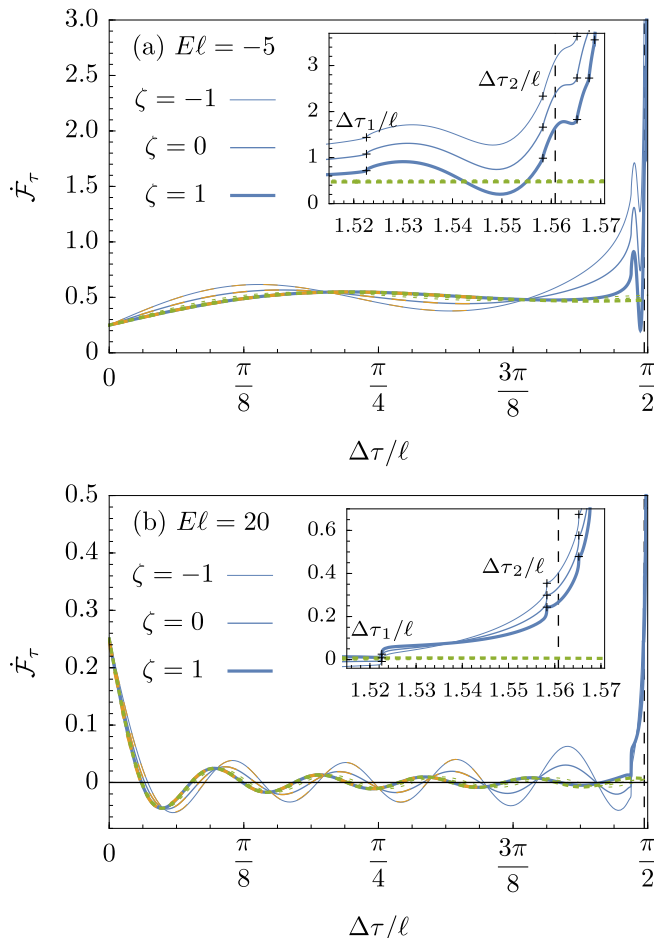 3.0
(a) Eℓ = −5
ζ = −1
ζ = 0
ζ = 1
2.5
2.0
1.5
1.0
0.5
0
Ḟτ
3
2
1
0
Δτ₁/ℓ
Δτ₂/ℓ
1.52 1.53 1.54 1.55 1.56 1.57
0 π/8 π/4 3π/8 π/2
Δτ/ℓ
0.5
(b) Eℓ = 20
ζ = −1
ζ = 0
ζ = 1
0.4
0.3
0.2
0.1
0
Ḟτ
0.6
0.4
0.2
0
Δτ₁/ℓ
Δτ₂/ℓ
1.52 1.53 1.54 1.55 1.56 1.57
0 π/8 π/4 3π/8 π/2
Δτ/ℓ